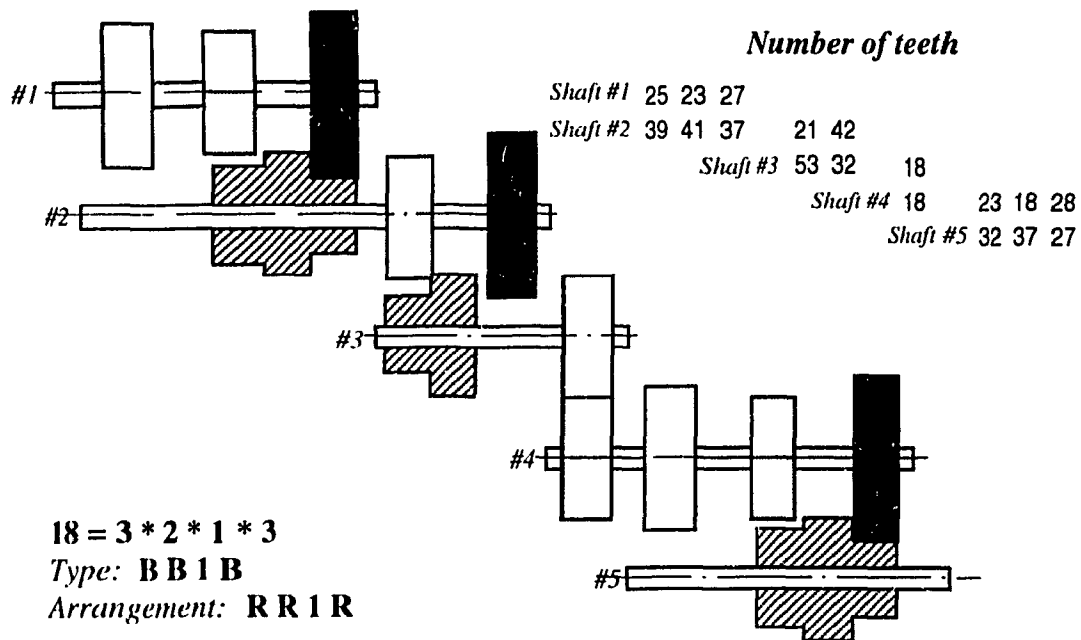 Number of teeth
Shaft #1 25 23 27
Shaft #2 39 41 37 21 42
Shaft #3 53 32 18
Shaft #4 18 23 18 28
Shaft #5 32 37 27
#1
#2
#3
#4
#5
18 = 3 * 2 * 1 * 3
Type: B B 1 B
Arrangement: R R 1 R